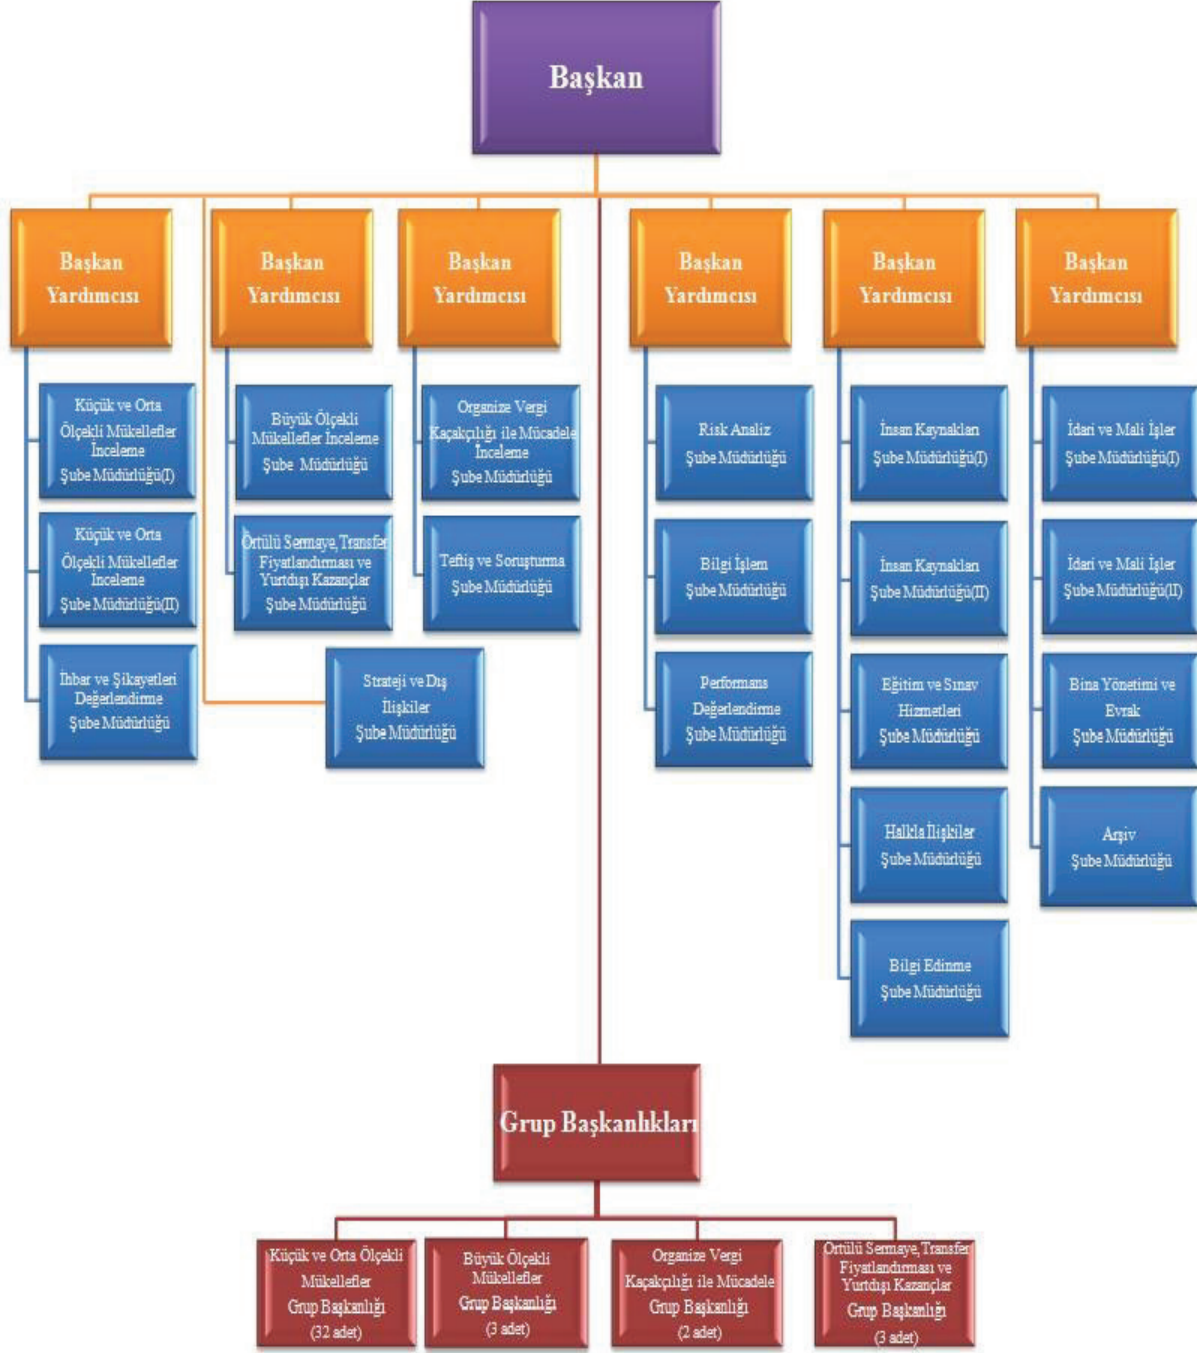 Başkan
Başkan
Yardımcısı
Başkan
Yardımcısı
Başkan
Yardımcısı
Başkan
Yardımcısı
Başkan
Yardımcısı
Başkan
Yardımcısı
Küçük ve Orta
Ölçekli Mükellefler
İnceleme
Şube Müdürlüğü(I)
Küçük ve Orta
Ölçekli Mükellefler
İnceleme
Şube Müdürlüğü(II)
İhbar ve Şikayetleri
Değerlendirme
Şube Müdürlüğü
Büyük Ölçekli
Mükellefler İnceleme
Şube Müdürlüğü
Örtülü Sermaye,Transfer
Fiyatlandırması ve
Yurtdışı Kazançlar
Şube Müdürlüğü
Organize Vergi
Kaçakçılığı ile Mücadele
İnceleme
Şube Müdürlüğü
Teftiş ve Soruşturma
Şube Müdürlüğü
Strateji ve Dış
İlişkiler
Şube Müdürlüğü
Risk Analiz
Şube Müdürlüğü
Bilgi İşlem
Şube Müdürlüğü
Performans
Değerlendirme
Şube Müdürlüğü
İnsan Kaynakları
Şube Müdürlüğü(I)
İnsan Kaynakları
Şube Müdürlüğü(II)
Eğitim ve Sınav
Hizmetleri
Şube Müdürlüğü
Halkla İlişkiler
Şube Müdürlüğü
Bilgi Edinme
Şube Müdürlüğü
İdari ve Mali İşler
Şube Müdürlüğü(I)
İdari ve Mali İşler
Şube Müdürlüğü(II)
Bina Yönetimi ve
Evrak
Şube Müdürlüğü
Arşiv
Şube Müdürlüğü
Grup Başkanlıkları
Küçük ve Orta Ölçekli
Mükellefler
Grup Başkanlığı
(32 adet)
Büyük Ölçekli
Mükellefler
Grup Başkanlığı
(3 adet)
Organize Vergi
Kaçakçılığı ile Mücadele
Grup Başkanlığı
(2 adet)
Örtülü Sermaye,Transfer
Fiyatlandırması ve
Yurtdışı Kazançlar
Grup Başkanlığı
(3 adet)